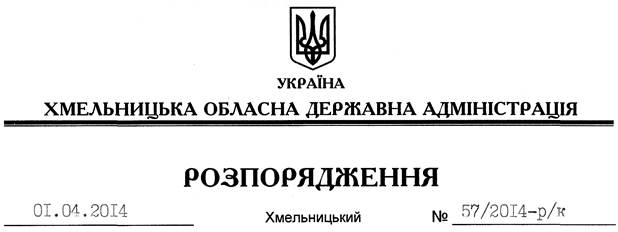 УКРАЇНА
ХМЕЛЬНИЦЬКА ОБЛАСНА ДЕРЖАВНА АДМІНІСТРАЦІЯ
РОЗПОРЯДЖЕННЯ
01.04.2014 Хмельницький № 57/2014-р/к